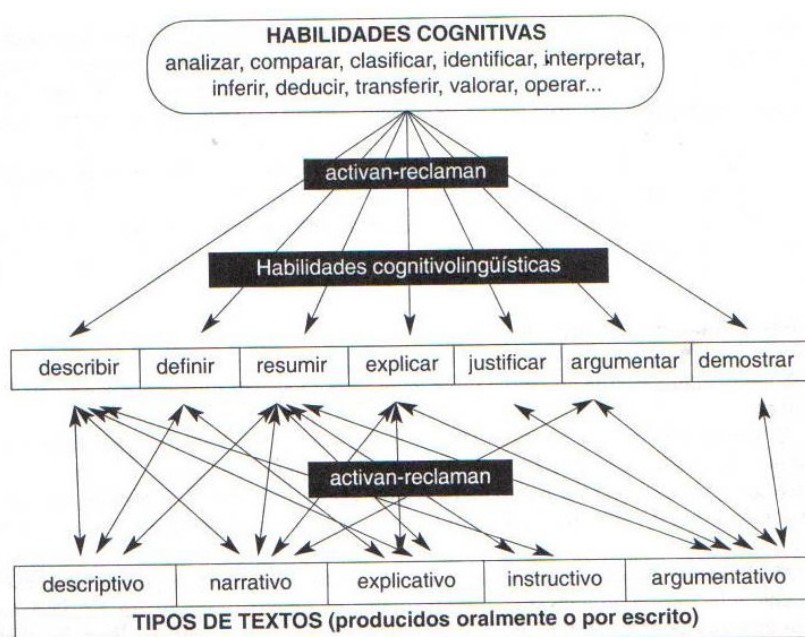 HABILIDADES COGNITIVAS
analizar, comparar, clasificar, identificar, interpretar,
inferir, deducir, transferir, valorar, operar...
activan-reclaman
Habilidades cognitivolingüísticas
describir definir resumir explicar justificar argumentar demostrar
activan-reclaman
descriptivo narrativo explicativo instructivo argumentativo
TIPOS DE TEXTOS (producidos oralmente o por escrito)